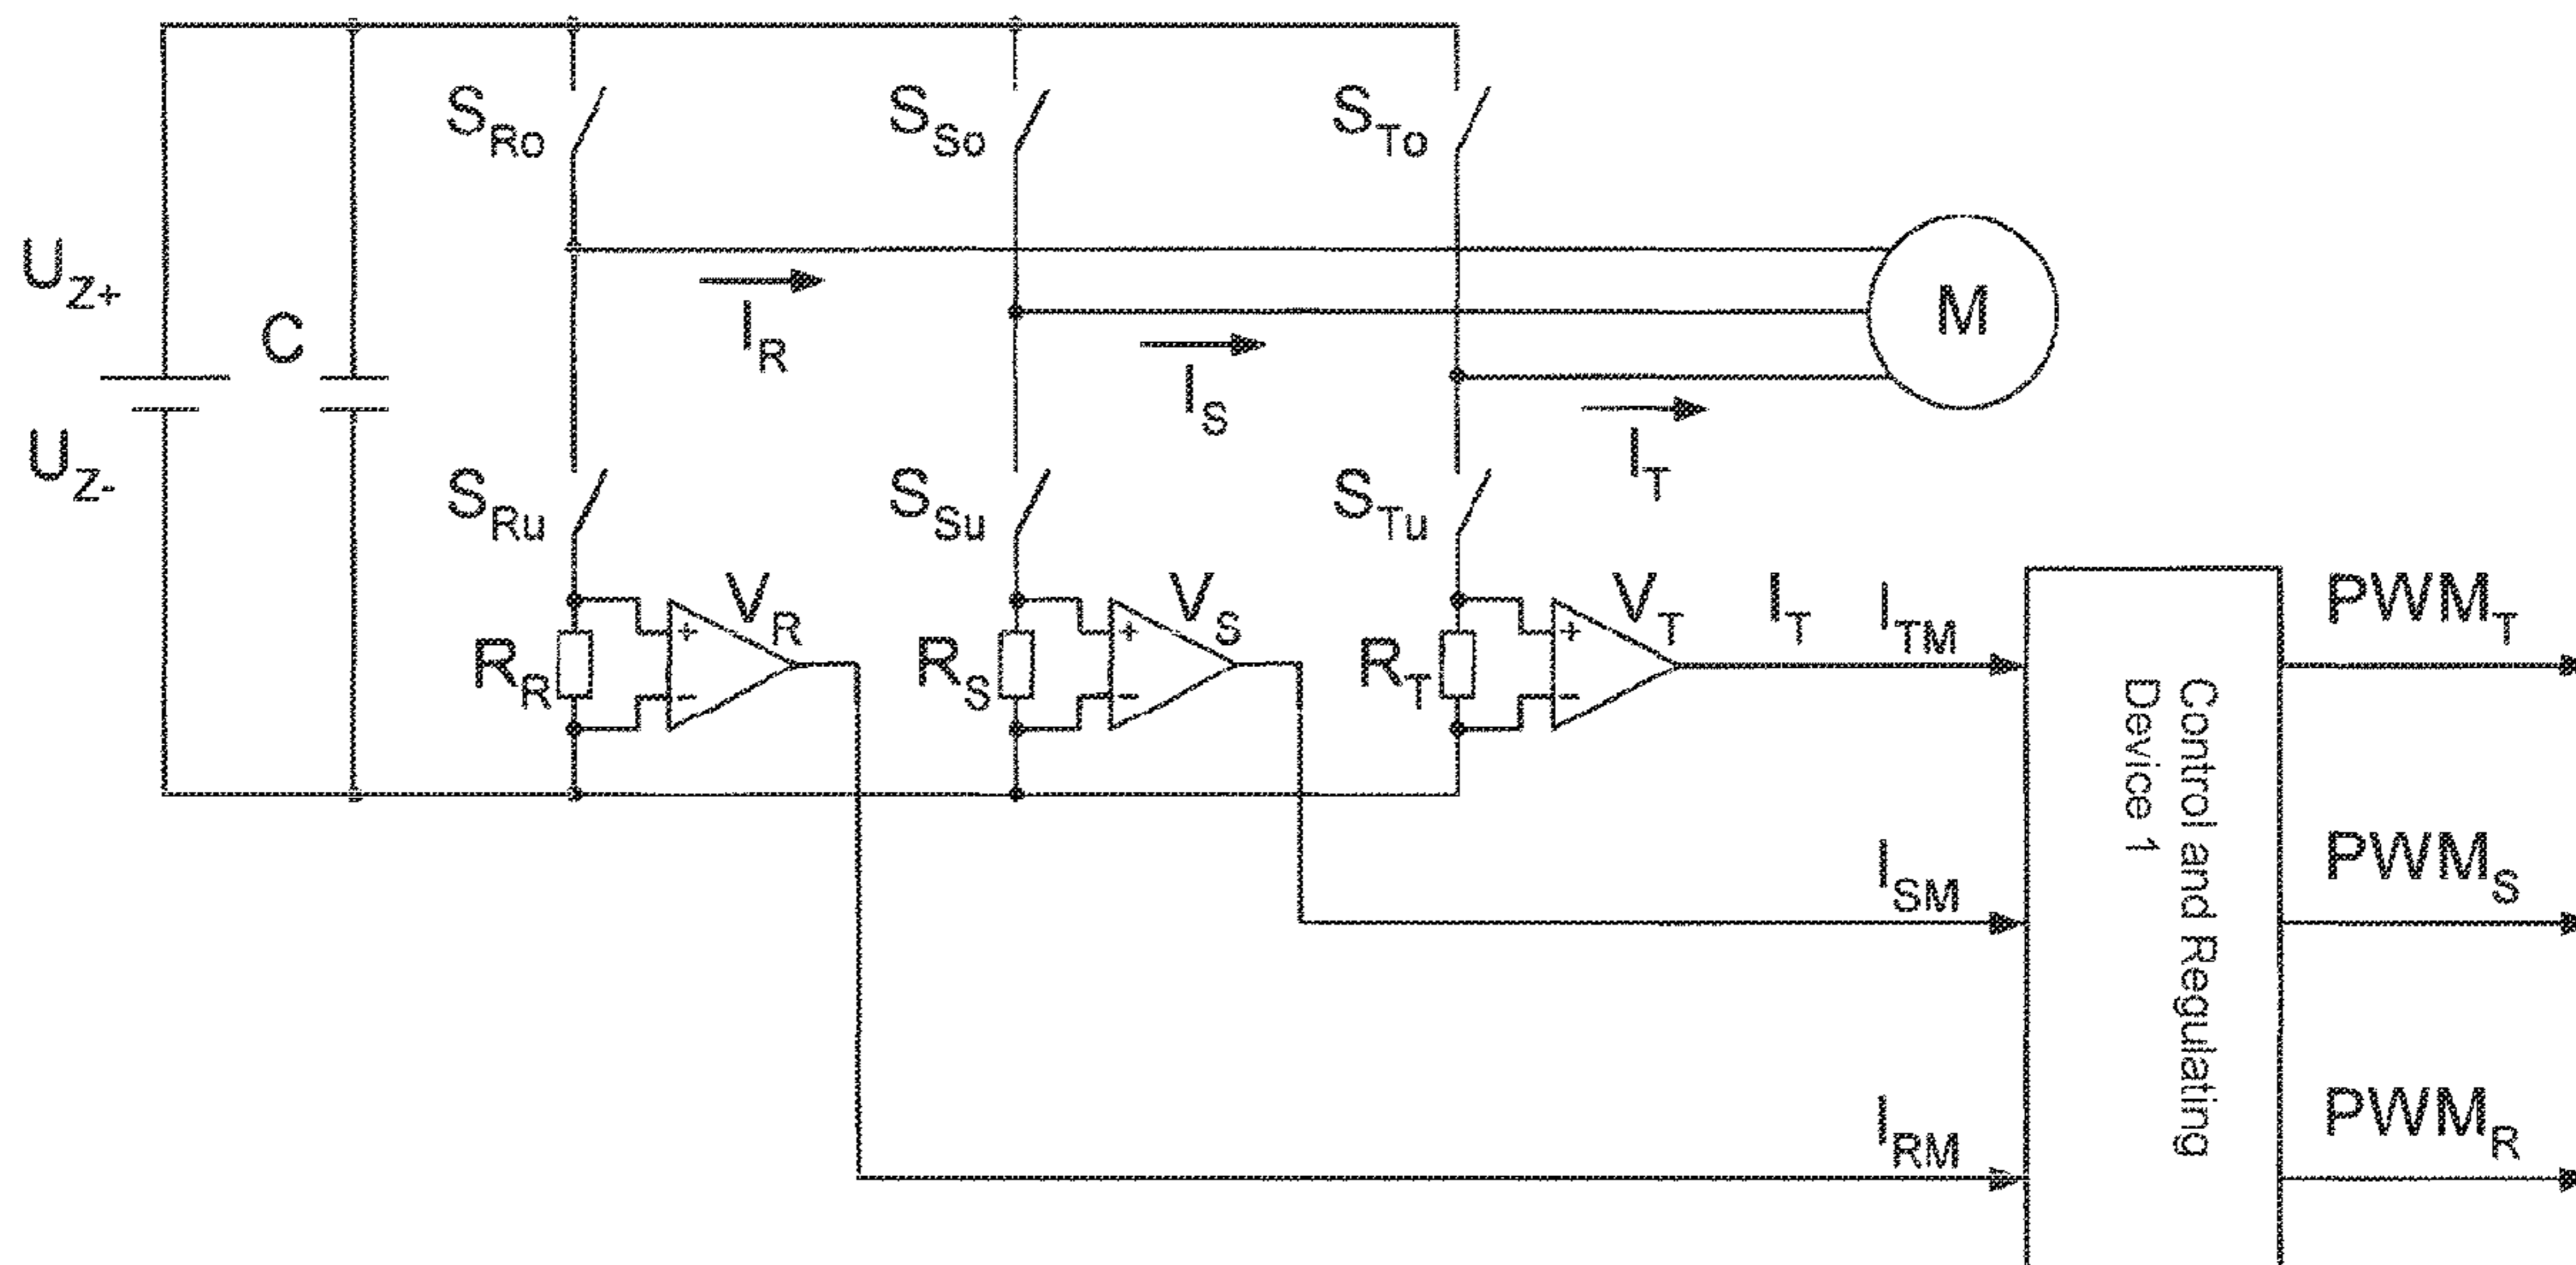 S_Ro
S_So
S_To
U_Z+
C
I_R
M
I_S
U_Z-
I_T
S_Ru
S_Su
S_Tu
V_R
V_S
V_T
I_T
I_TM
PWM_T
+
+
+
R_R
R_S
R_T
-
-
-
Control and Regulating
Device 1
I_SM
PWM_S
I_RM
PWM_R